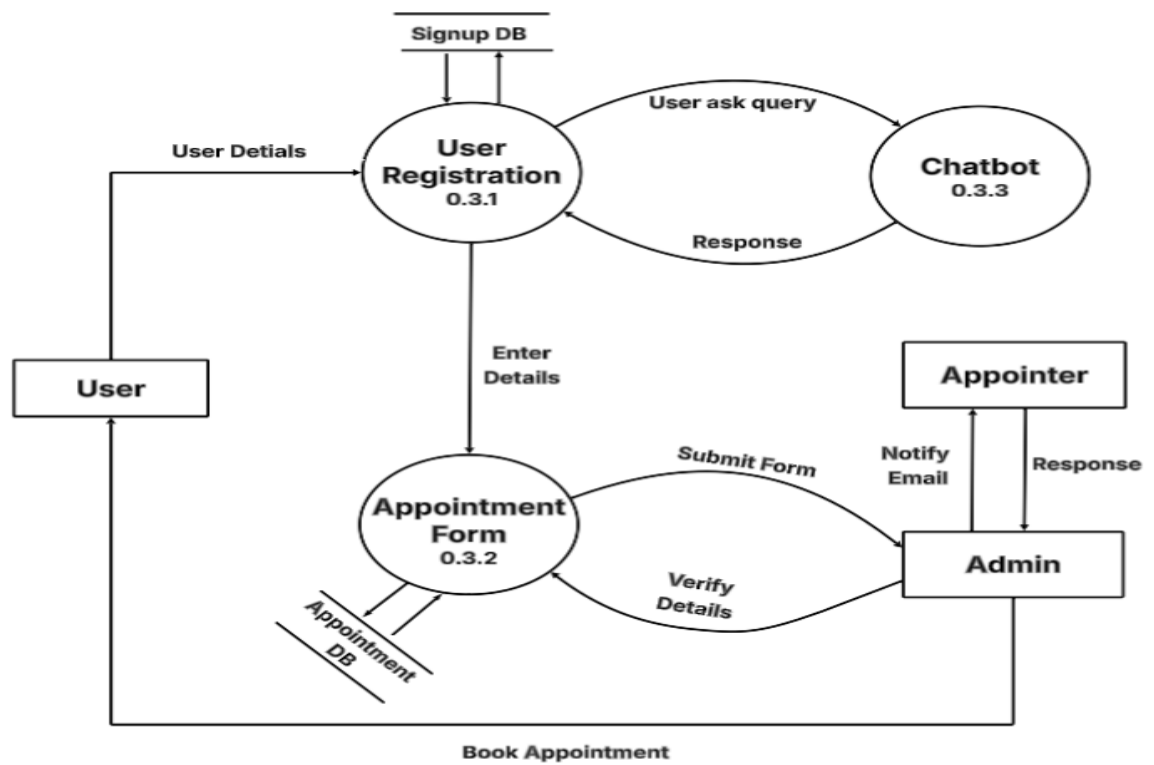 Signup DB
User ask query
User Detials
User
Registration
0.3.1
Chatbot
0.3.3
Response
Enter
Details
User
Appointer
Notify
Email
Response
Submit Form
Appointment
Form
0.3.2
Admin
Verify
Details
Appointment
DB
Book Appointment